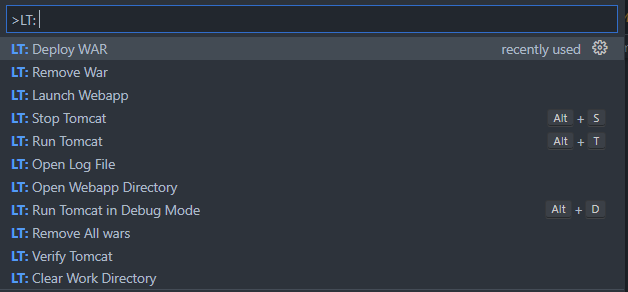 >LT:
LT: Deploy WAR recently used
LT: Remove War
LT: Launch Webapp
LT: Stop Tomcat Alt + S
LT: Run Tomcat Alt + T
LT: Open Log File
LT: Open Webapp Directory
LT: Run Tomcat in Debug Mode Alt + D
LT: Remove All wars
LT: Verify Tomcat
LT: Clear Work Directory